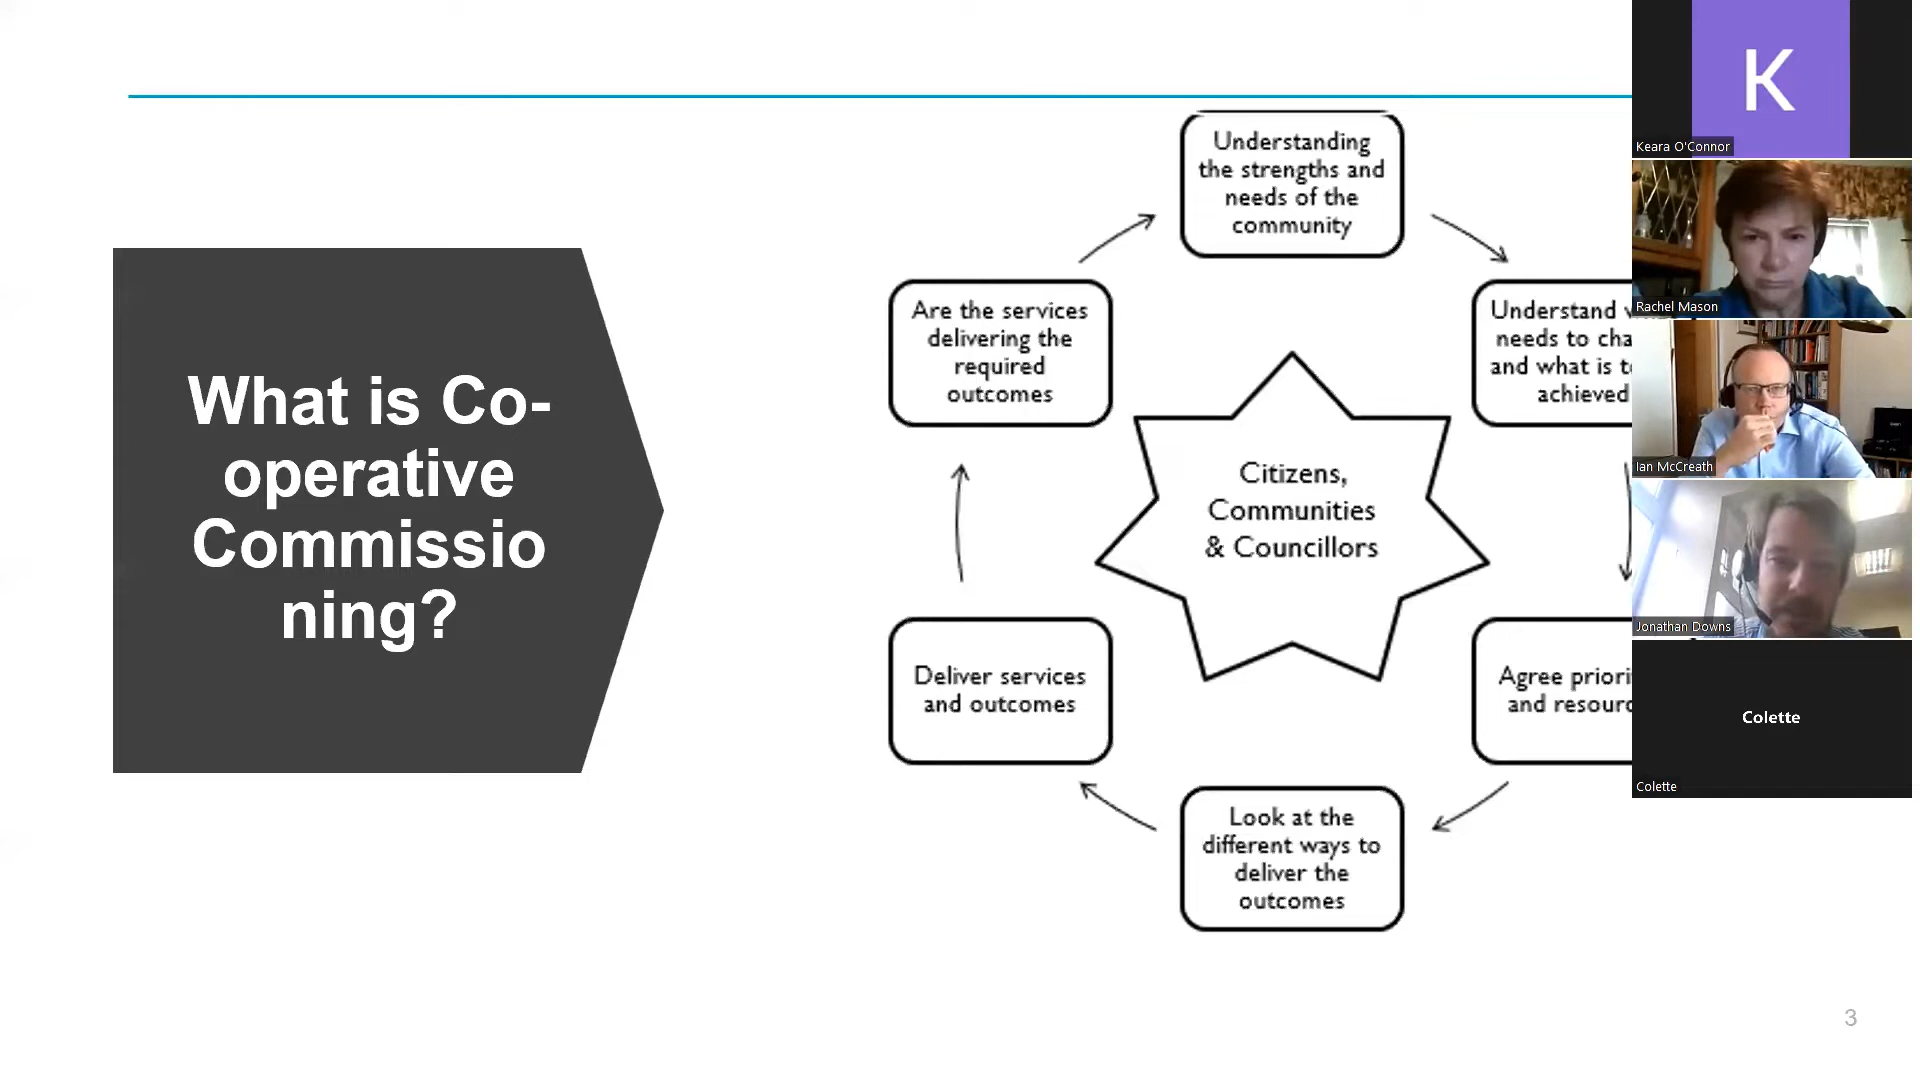 What is Co-
operative
Commissio
ning?
Understanding
the strengths and
needs of the
community
Understand
needs to
and what is
achieved
Agree
and
Look at the
different ways to
deliver the
outcomes
Deliver services
and outcomes
Are the services
delivering the
required
outcomes
Citizens,
Communities
& Councillors
K
Keara O'Connor
Rachel Mason
Ian McCreath
Jonathan Downs
Colette
Colette
3